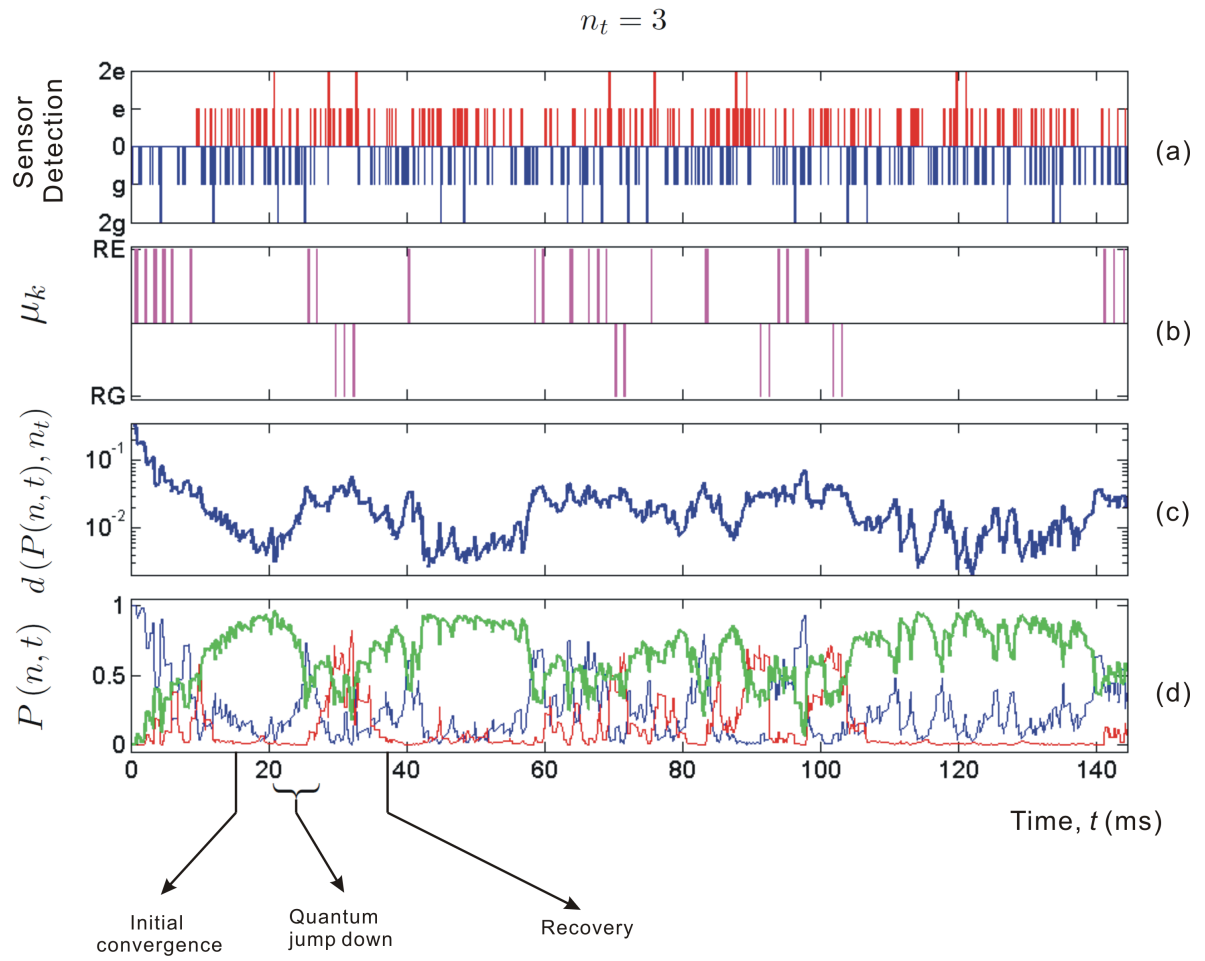 n_t = 3
Sensor
Detection
2e
e
0
g
2g
(a)
μ_k
RE
RG
(b)
d (P(n, t), n_t)
10⁻¹
10⁻²
(c)
P (n, t)
1
0.5
0
(d)
0 20 40 60 80 100 120 140
Time, t (ms)
Initial
convergence
Quantum
jump down
Recovery